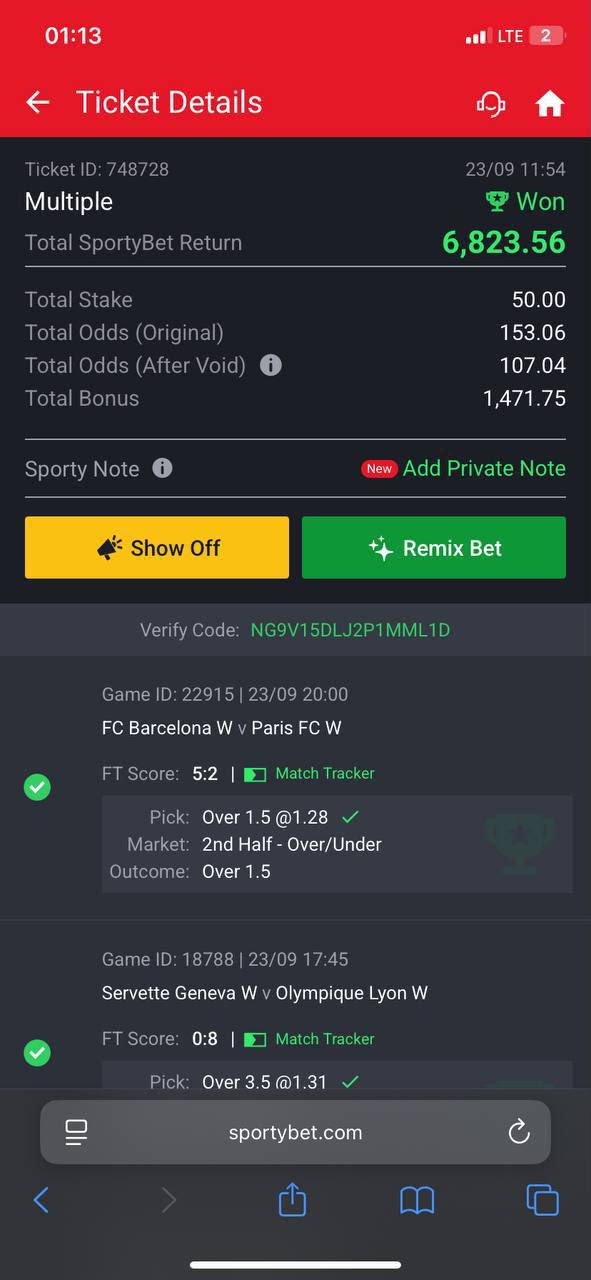 01:13 LTE 2
Ticket Details
Ticket ID: 748728 23/09 11:54
Multiple Won
Total SportyBet Return 6,823.56
Total Stake 50.00
Total Odds (Original) 153.06
Total Odds (After Void) i 107.04
Total Bonus 1,471.75
Sporty Note i New Add Private Note
Show Off Remix Bet
Verify Code: NG9V15DLJ2P1MML1D
Game ID: 22915 | 23/09 20:00
FC Barcelona W v Paris FC W
FT Score: 5:2 | Match Tracker
Pick: Over 1.5 @1.28
Market: 2nd Half - Over/Under
Outcome: Over 1.5
Game ID: 18788 | 23/09 17:45
Servette Geneva W v Olympique Lyon W
FT Score: 0:8 | Match Tracker
Pick: Over 3.5 @1.31
sportybet.com